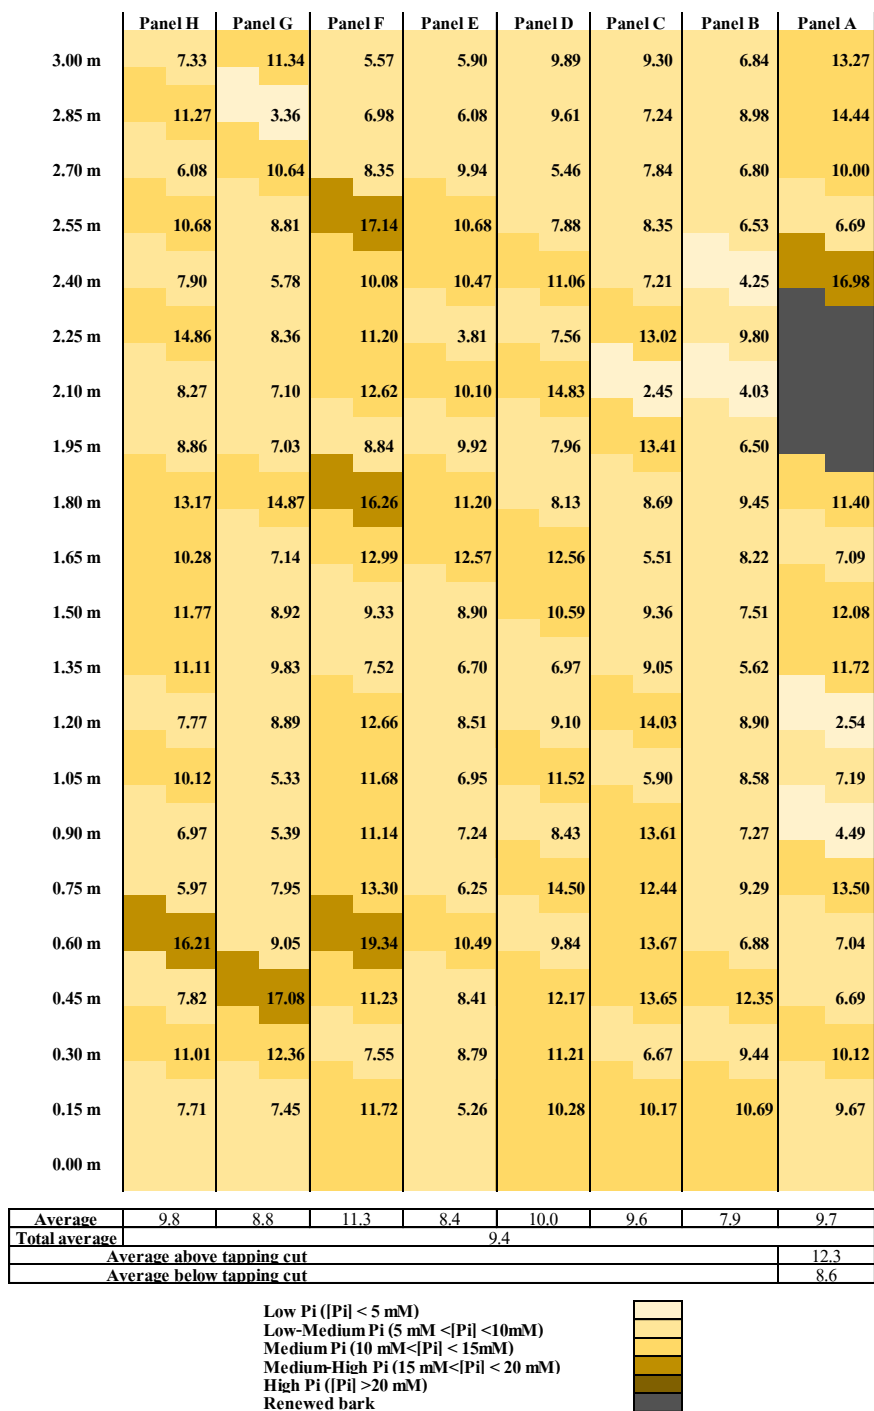 Panel H Panel G Panel F Panel E Panel D Panel C Panel B Panel A
3.00 m 7.33 11.34 5.57 5.90 9.89 9.30 6.84 13.27
2.85 m 11.27 3.36 6.98 6.08 9.61 7.24 8.98 14.44
2.70 m 6.08 10.64 8.35 9.94 5.46 7.84 6.80 10.00
2.55 m 10.68 8.81 17.14 10.68 7.88 8.35 6.53 6.69
2.40 m 7.90 5.78 10.08 10.47 11.06 7.21 4.25 16.98
2.25 m 14.86 8.36 11.20 3.81 7.56 13.02 9.80
2.10 m 8.27 7.10 12.62 10.10 14.83 2.45 4.03
1.95 m 8.86 7.03 8.84 9.92 7.96 13.41 6.50
1.80 m 13.17 14.87 16.26 11.20 8.13 8.69 9.45 11.40
1.65 m 10.28 7.14 12.99 12.57 12.56 5.51 8.22 7.09
1.50 m 11.77 8.92 9.33 8.90 10.59 9.36 7.51 12.08
1.35 m 11.11 9.83 7.52 6.70 6.97 9.05 5.62 11.72
1.20 m 7.77 8.89 12.66 8.51 9.10 14.03 8.90 2.54
1.05 m 10.12 5.33 11.68 6.95 11.52 5.90 8.58 7.19
0.90 m 6.97 5.39 11.14 7.24 8.43 13.61 7.27 4.49
0.75 m 5.97 7.95 13.30 6.25 14.50 12.44 9.29 13.50
0.60 m 16.21 9.05 19.34 10.49 9.84 13.67 6.88 7.04
0.45 m 7.82 17.08 11.23 8.41 12.17 13.65 12.35 6.69
0.30 m 11.01 12.36 7.55 8.79 11.21 6.67 9.44 10.12
0.15 m 7.71 7.45 11.72 5.26 10.28 10.17 10.69 9.67
0.00 m
Average 9.8 8.8 11.3 8.4 10.0 9.6 7.9 9.7
Total average 9.4
Average above tapping cut 12.3
Average below tapping cut 8.6
Low Pi ([Pi] < 5 mM)
Low-Medium Pi (5 mM <[Pi] <10mM)
Medium Pi (10 mM<[Pi] < 15mM)
Medium-High Pi (15 mM<[Pi] < 20 mM)
High Pi ([Pi] >20 mM)
Renewed bark